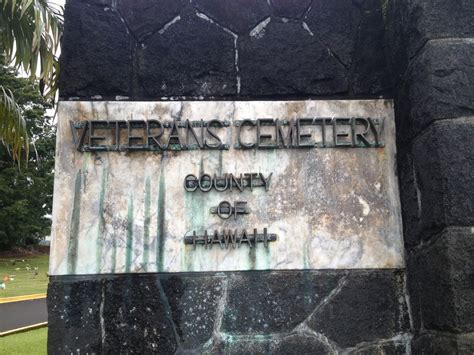 VETERANS CEMETERY
COUNTY
OF
HAWAII